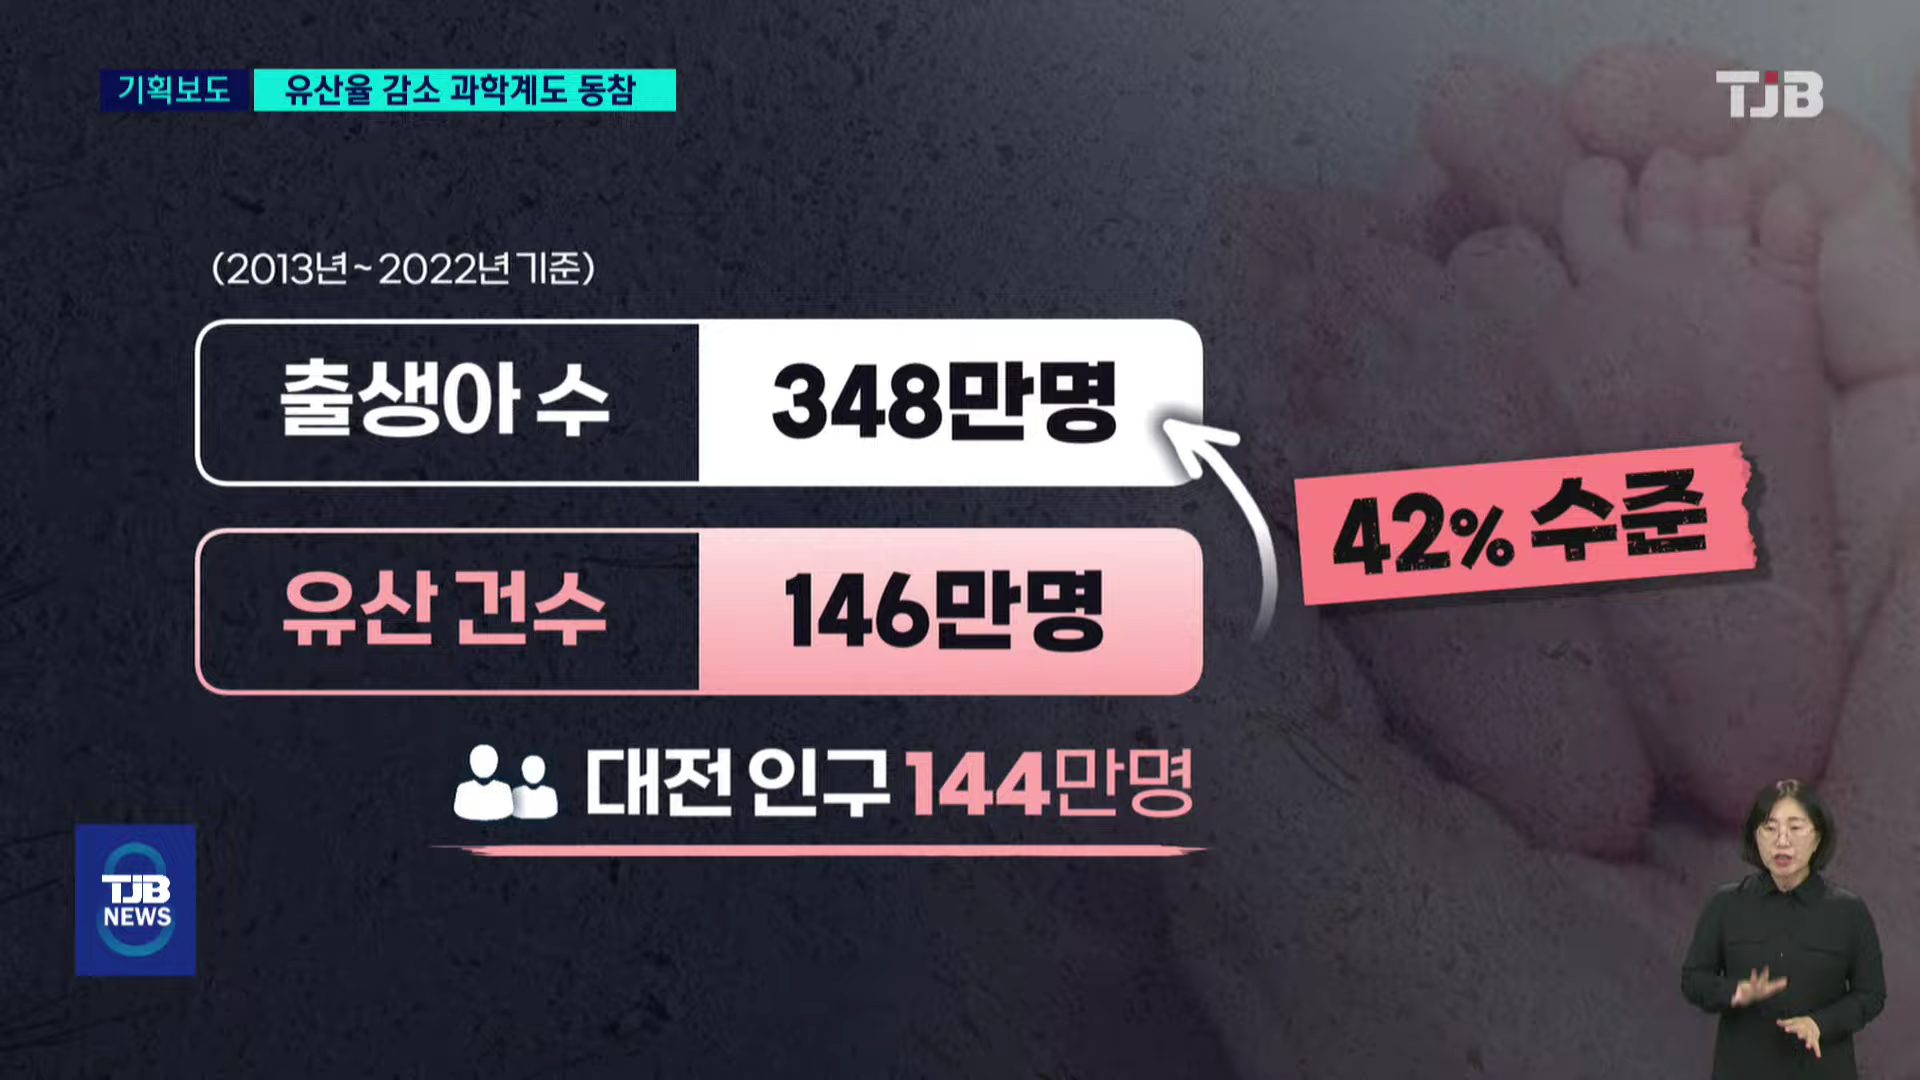 기획보도 유산율 감소 과학계도 동참
TJB
(2013년~2022년 기준)
출생아 수 348만명
42% 수준
유산 건수 146만명
대전 인구 144만명
8
TJB
NEWS